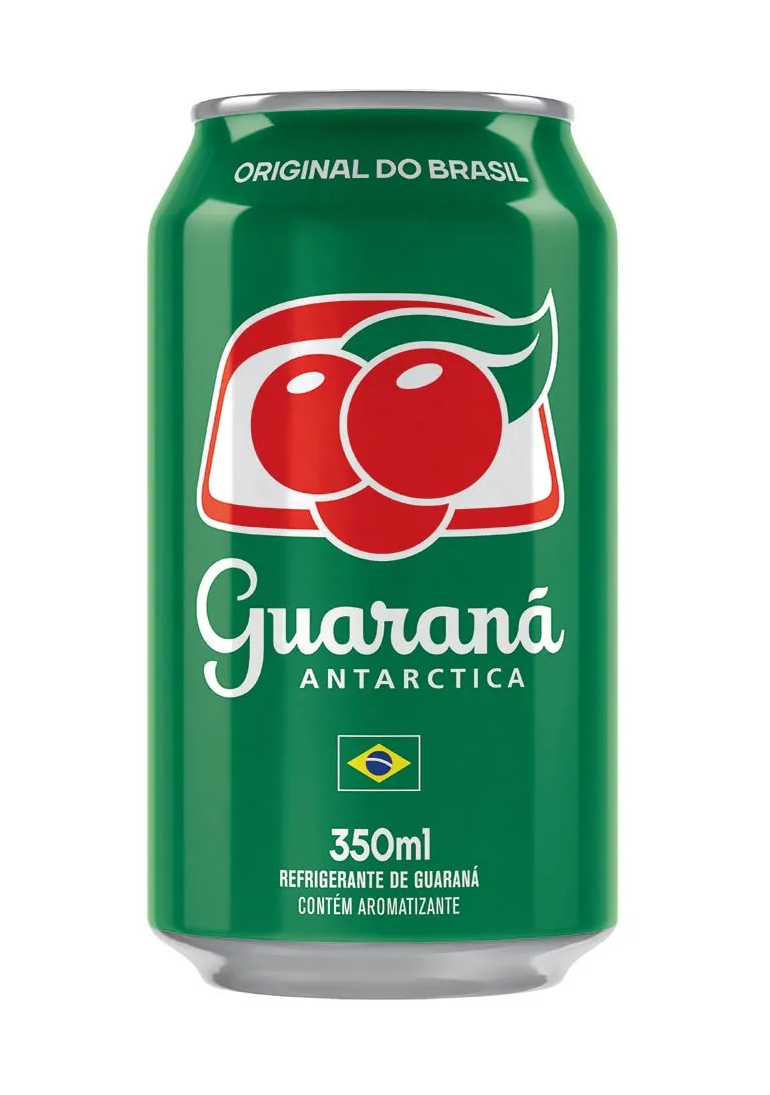 ORIGINAL DO BRASIL
Guaraná
ANTARCTICA
350ml
REFRIGERANTE DE GUARANÁ
CONTÉM AROMATIZANTE